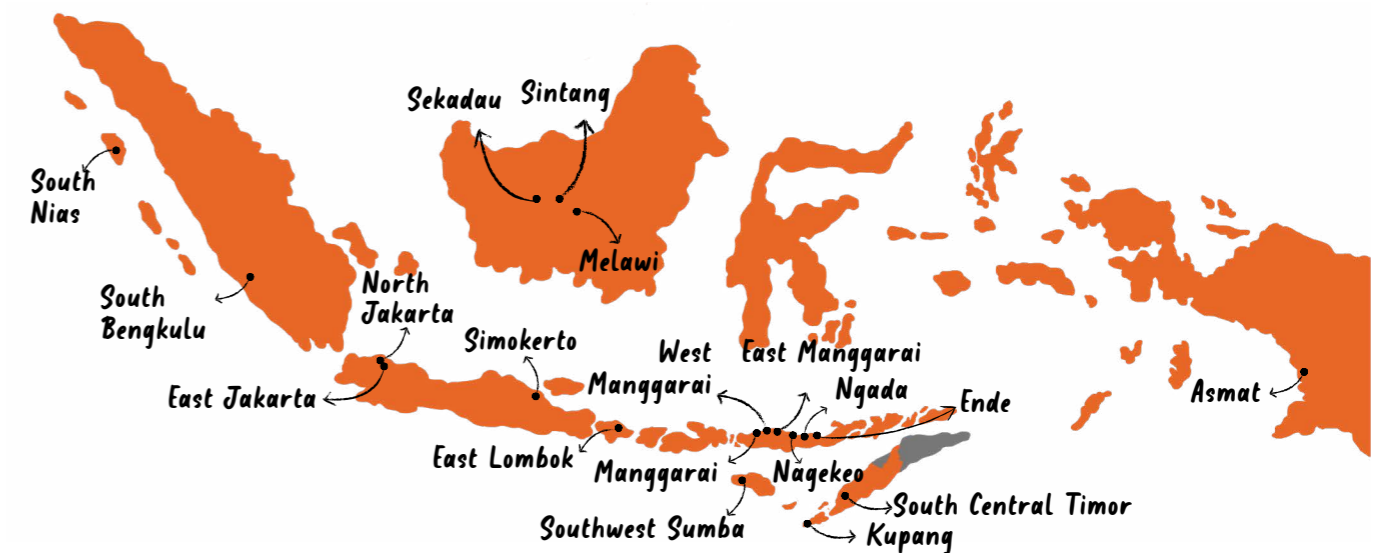 Sekadau
Sintang
South
Nias
Melawi
South
Bengkulu
North
Jakarta
Simokerto
West
Manggarai
East Manggarai
Ngada
East Jakarta
Ende
Asmat
East Lombok
Manggarai
Nagekeo
Southwest Sumba
South Central Timor
Kupang